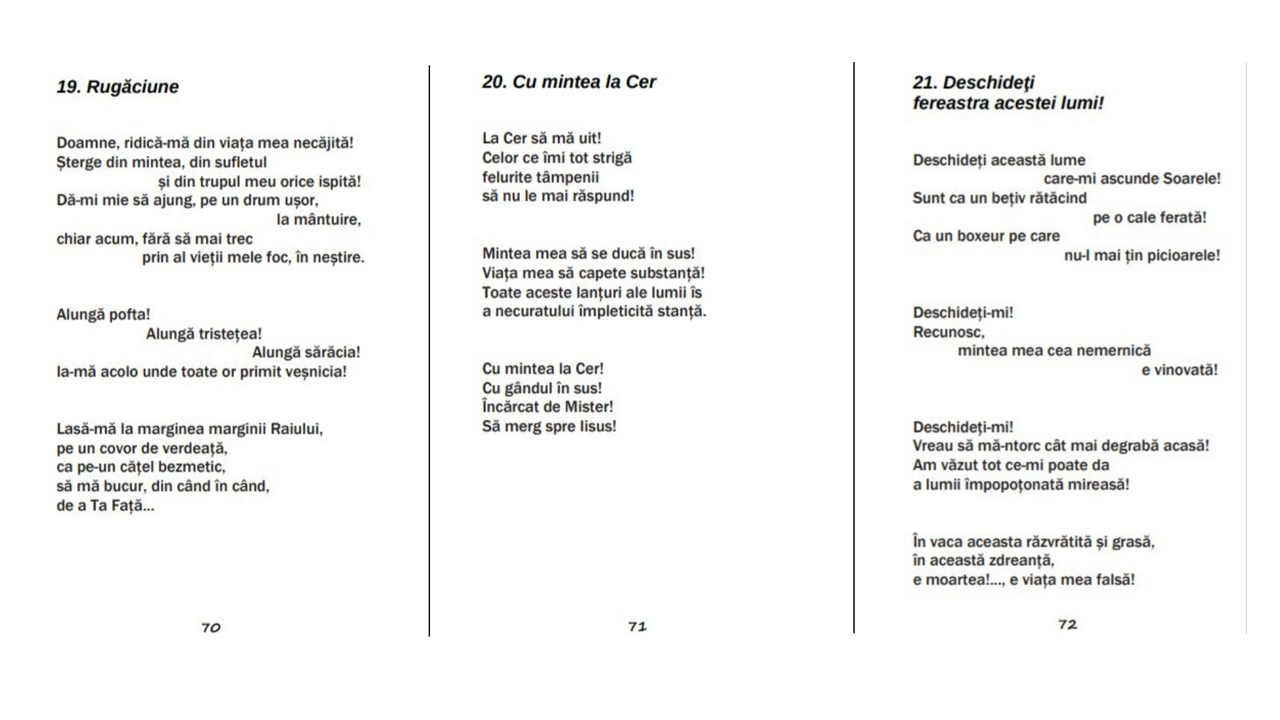 19. Rugăciune
Doamne, ridică-mă din viața mea necăjită!
Șterge din mintea, din sufletul
și din trupul meu orice ispită!
Dă-mi mie să ajung, pe un drum ușor,
la mântuire,
chiar acum, fără să mai trec
prin al vieții mele foc, în neștire.
Alungă pofta!
Alungă tristețea!
Alungă sărăcia!
Ia-mă acolo unde toate or primit veșnicia!
Lasă-mă la marginea marginii Raiului,
pe un covor de verdeață,
ca pe-un cățel bezmetic,
să mă bucur, din când în când,
de a Ta Față...
70
20. Cu mintea la Cer
La Cer să mă uit!
Celor ce îmi tot strigă
felurite tâmpenii
să nu le mai răspund!
Mintea mea să se ducă în sus!
Viața mea să capete substanță!
Toate aceste lanțuri ale lumii îs
a necuratului împleticită stanță.
Cu mintea la Cer!
Cu gândul în sus!
Încărcat de Mister!
Să merg spre Iisus!
71
21. Deschideţi
fereastra acestei lumi!
Deschideți această lume
care-mi ascunde Soarele!
Sunt ca un bețiv rătăcind
pe o cale ferată!
Ca un boxeur pe care
nu-l mai țin picioarele!
Deschideți-mi!
Recunosc,
mintea mea cea nemernică
e vinovată!
Deschideți-mi!
Vreau să mă-ntorc cât mai degrabă acasă!
Am văzut tot ce-mi poate da
a lumii împopoțonată mireasă!
În vaca aceasta răzvrătită și grasă,
în această zdreanță,
e moartea!..., e viața mea falsă!
72